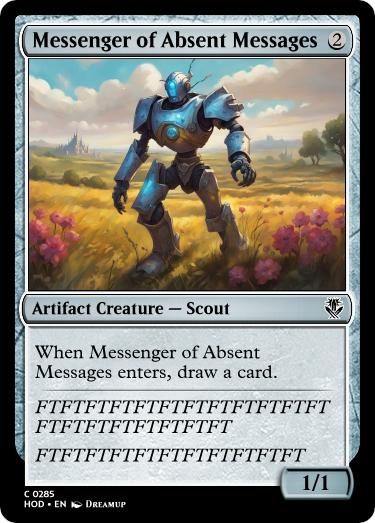 Messenger of Absent Messages 2
Artifact Creature — Scout
When Messenger of Absent
Messages enters, draw a card.
FTFTFTFTFTFTFTFTFTFTFTFT
FTFTFTFTFTFTFTFT
FTFTFTFTFTFTFTFTFTFTFT
1/1
C 0285
HOD • EN DREAMUP